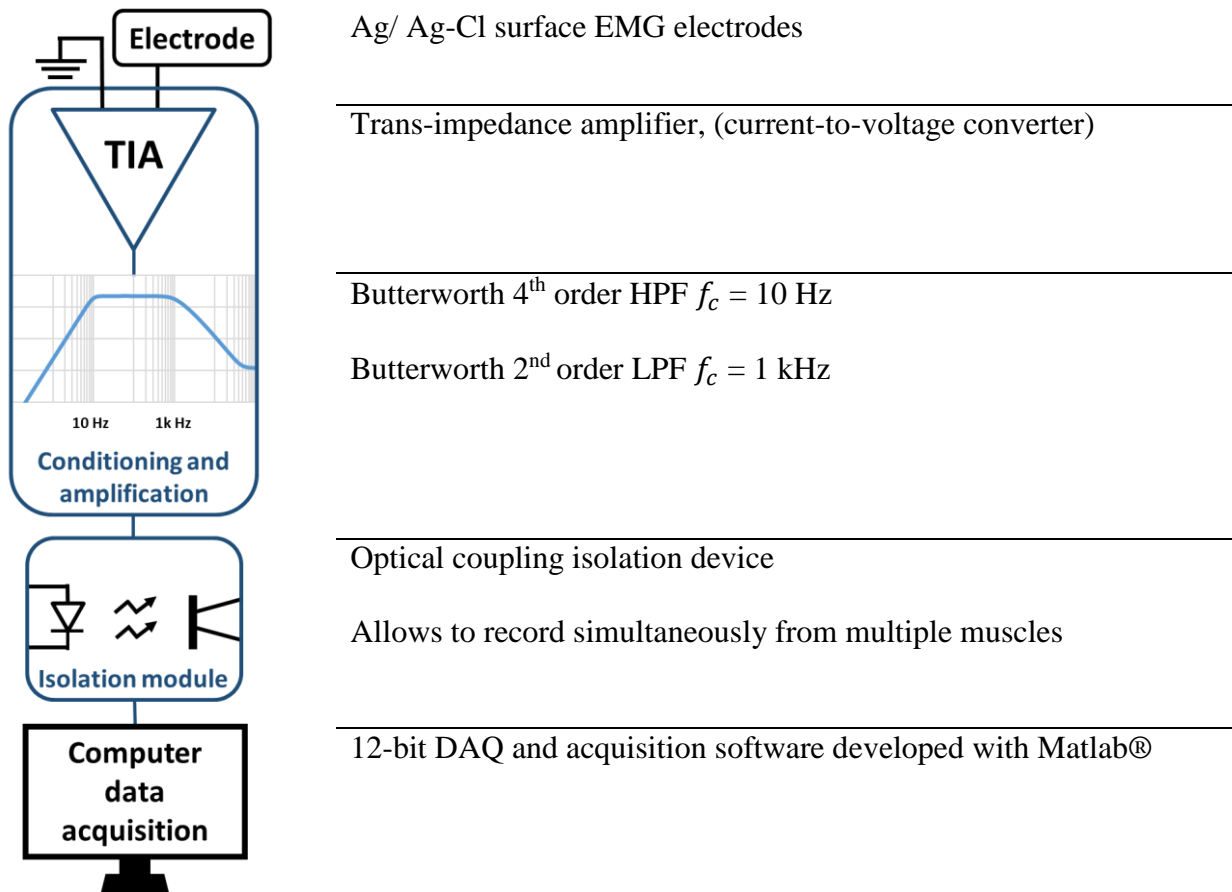 Electrode
Ag/ Ag-Cl surface EMG electrodes
TIA
Trans-impedance amplifier, (current-to-voltage converter)
Butterworth 4th order HPF 𝑓𝑐 = 10 Hz
Butterworth 2nd order LPF 𝑓𝑐 = 1 kHz
10 Hz 1k Hz
Conditioning and
amplification
Optical coupling isolation device
Allows to record simultaneously from multiple muscles
Isolation module
Computer
data
acquisition
12-bit DAQ and acquisition software developed with Matlab®